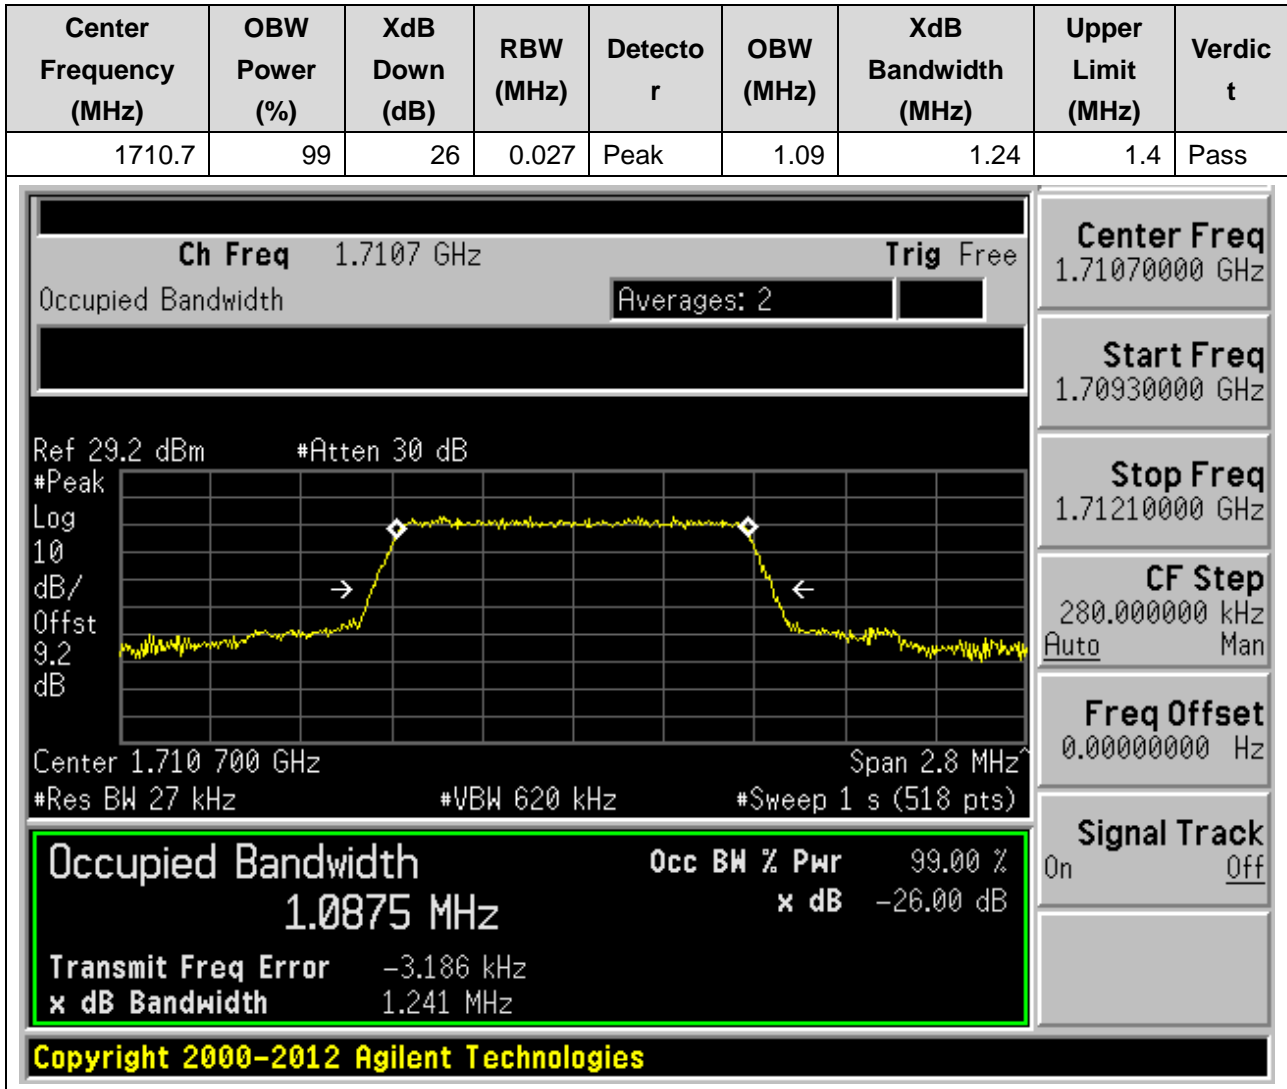 Center Frequency (MHz) OBW Power (%) XdB Down (dB) RBW (MHz) Detecto r OBW (MHz) XdB Bandwidth (MHz) Upper Limit (MHz) Verdic t
1710.7 99 26 0.027 Peak 1.09 1.24 1.4 Pass
Ch Freq 1.7107 GHz Trig Free
Occupied Bandwidth Averages: 2
Ref 29.2 dBm #Atten 30 dB
#Peak
Log
10
dB/
Offst
9.2
dB
Center 1.710 700 GHz Span 2.8 MHz^
#Res BW 27 kHz #VBW 620 kHz #Sweep 1 s (518 pts)
Occupied Bandwidth Occ BW % Pwr 99.00 %
1.0875 MHz x dB -26.00 dB
Transmit Freq Error -3.186 kHz
x dB Bandwidth 1.241 MHz
Copyright 2000-2012 Agilent Technologies
Center Freq
1.71070000 GHz
Start Freq
1.70930000 GHz
Stop Freq
1.71210000 GHz
CF Step
280.000000 kHz
Auto Man
Freq Offset
0.00000000 Hz
Signal Track
On Off